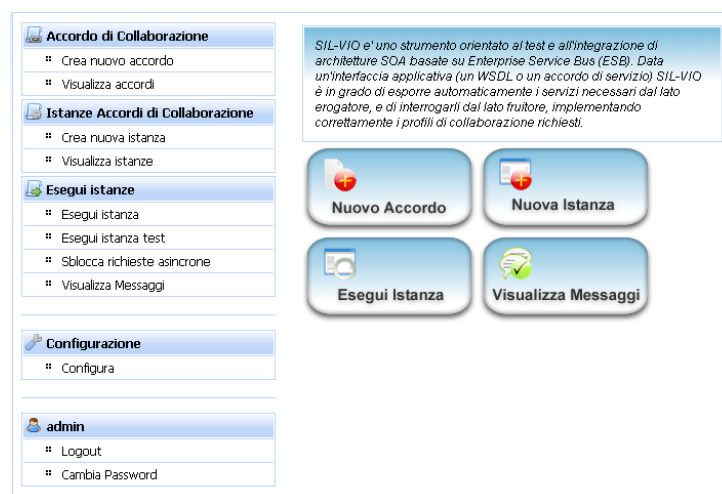 Accordo di Collaborazione
Crea nuovo accordo
Visualizza accordi
Istanze Accordi di Collaborazione
Crea nuova istanza
Visualizza istanze
Esegui istanze
Esegui istanza
Esegui istanza test
Sblocca richieste asincrone
Visualizza Messaggi
Configurazione
Configura
admin
Logout
Cambia Password
SIL-VIO e' uno strumento orientato al test e all'integrazione di
architetture SOA basate su Enterprise Service Bus (ESB). Data
un'interfaccia applicativa (un WSDL o un accordo di servizio) SIL-VIO
è in grado di esporre automaticamente i servizi necessari dal lato
erogatore, e di interrogarli dal lato fruitore, implementando
correttamente i profili di collaborazione richiesti.
Nuovo Accordo
Nuova Istanza
Esegui Istanza
Visualizza Messaggi